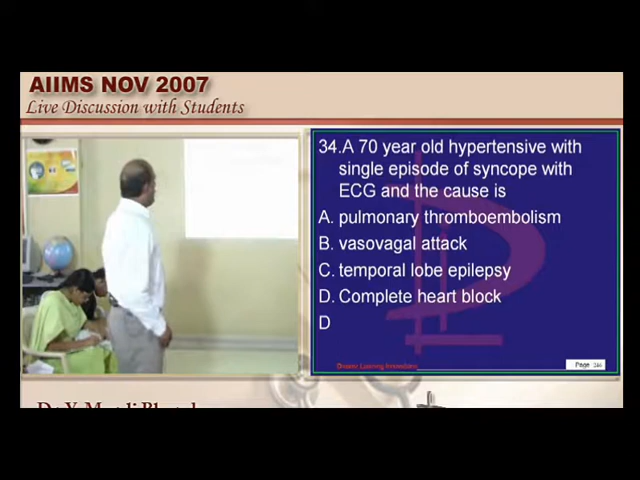 AIIMS NOV 2007
Live Discussion with Students
34.A 70 year old hypertensive with
single episode of syncope with
ECG and the cause is
A. pulmonary thromboembolism
B. vasovagal attack
C. temporal lobe epilepsy
D. Complete heart block
D
Page